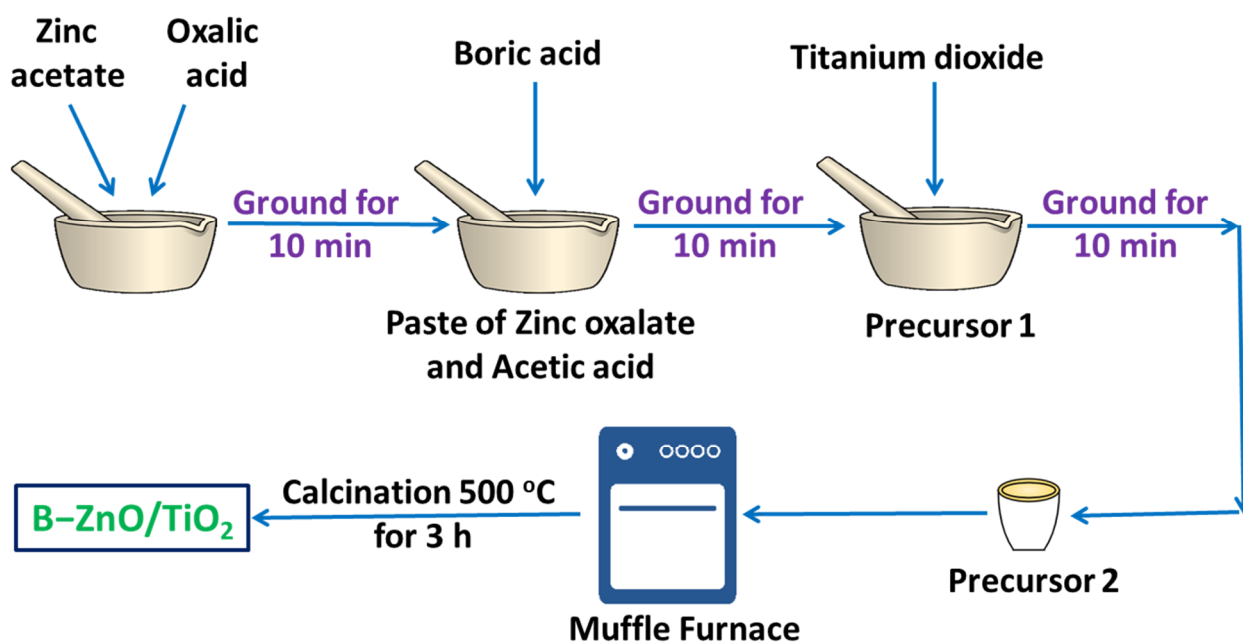 Zinc
acetate
Oxalic
acid
Boric acid
Titanium dioxide
Ground for
10 min
Ground for
10 min
Ground for
10 min
Paste of Zinc oxalate
and Acetic acid
Precursor 1
B–ZnO/TiO₂
Calcination 500 °C
for 3 h
Muffle Furnace
Precursor 2